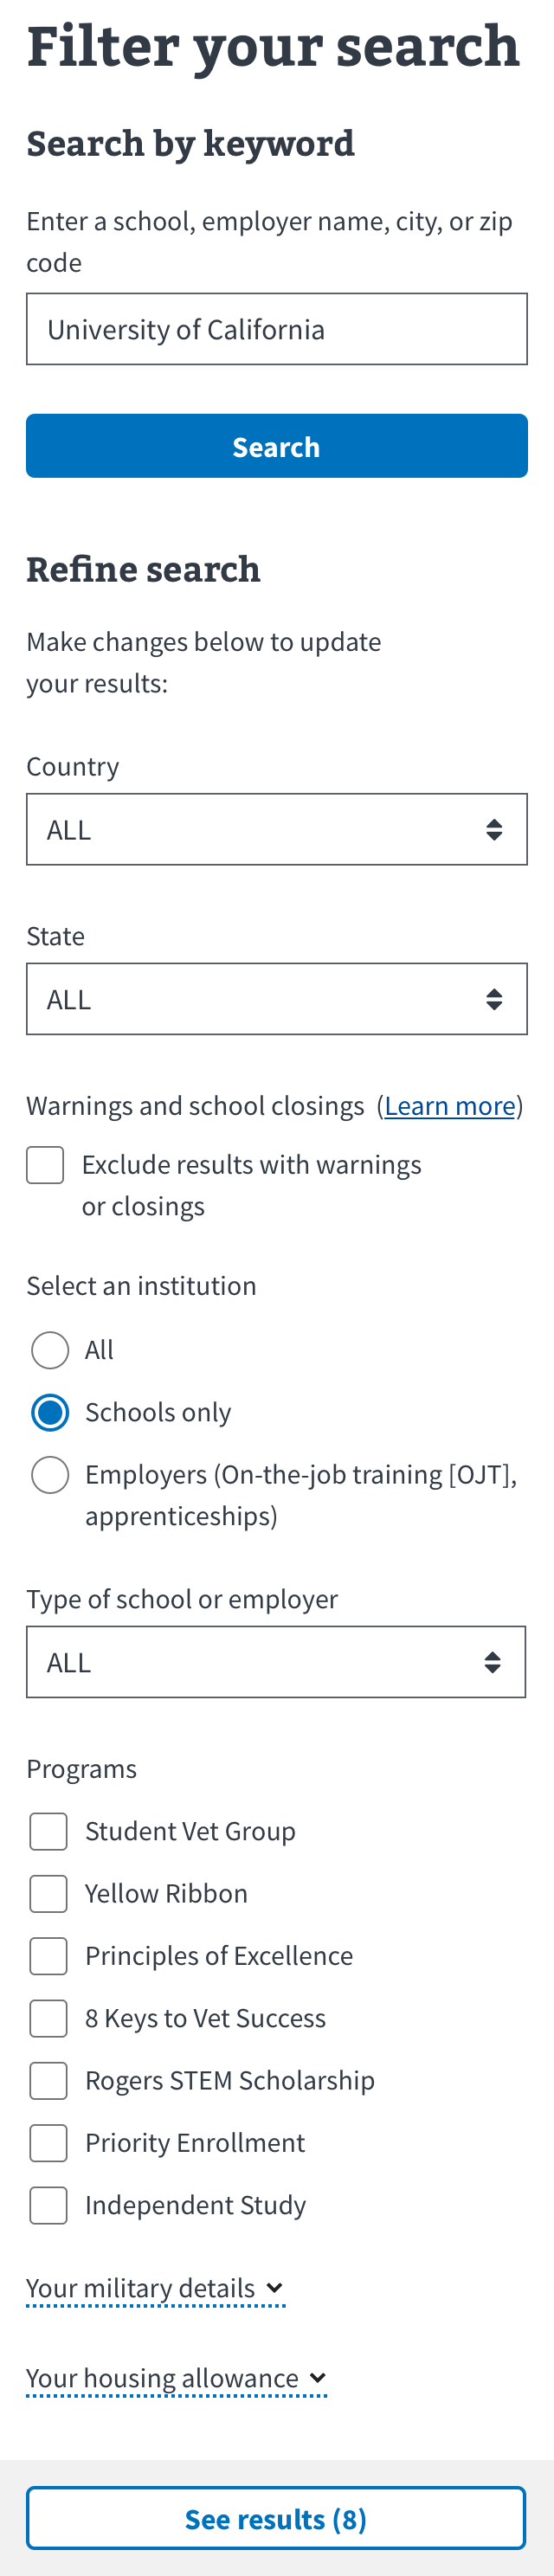 Filter your search
Search by keyword
Enter a school, employer name, city, or zip
code
University of California
Search
Refine search
Make changes below to update
your results:
Country
ALL
State
ALL
Warnings and school closings (Learn more)
Exclude results with warnings
or closings
Select an institution
All
Schools only
Employers (On-the-job training [OJT],
apprenticeships)
Type of school or employer
ALL
Programs
Student Vet Group
Yellow Ribbon
Principles of Excellence
8 Keys to Vet Success
Rogers STEM Scholarship
Priority Enrollment
Independent Study
Your military details
Your housing allowance
See results (8)